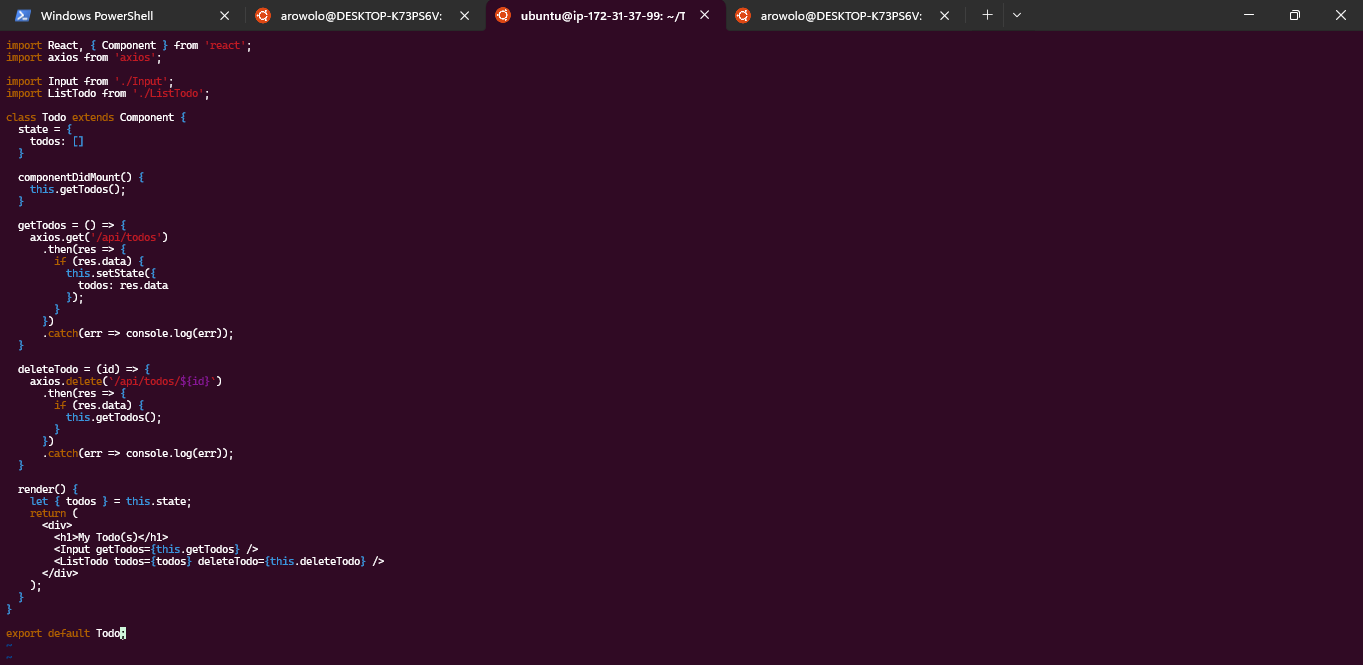 Windows PowerShell
arowolo@DESKTOP-K73PS6V:
ubuntu@ip-172-31-37-99: ~/T
arowolo@DESKTOP-K73PS6V:
import React, { Component } from 'react';
import axios from 'axios';

import Input from './Input';
import ListTodo from './ListTodo';

class Todo extends Component {
  state = {
    todos: []
  }

  componentDidMount() {
    this.getTodos();
  }

  getTodos = () => {
    axios.get('/api/todos')
      .then(res => {
        if (res.data) {
          this.setState({
            todos: res.data
          });
        }
      })
      .catch(err => console.log(err));
  }

  deleteTodo = (id) => {
    axios.delete(`/api/todos/${id}`)
      .then(res => {
        if (res.data) {
          this.getTodos();
        }
      })
      .catch(err => console.log(err));
  }

  render() {
    let { todos } = this.state;
    return (
      <div>
        <h1>My Todo(s)</h1>
        <Input getTodos={this.getTodos} />
        <ListTodo todos={todos} deleteTodo={this.deleteTodo} />
      </div>
    );
  }
}

export default Todo;
~
~